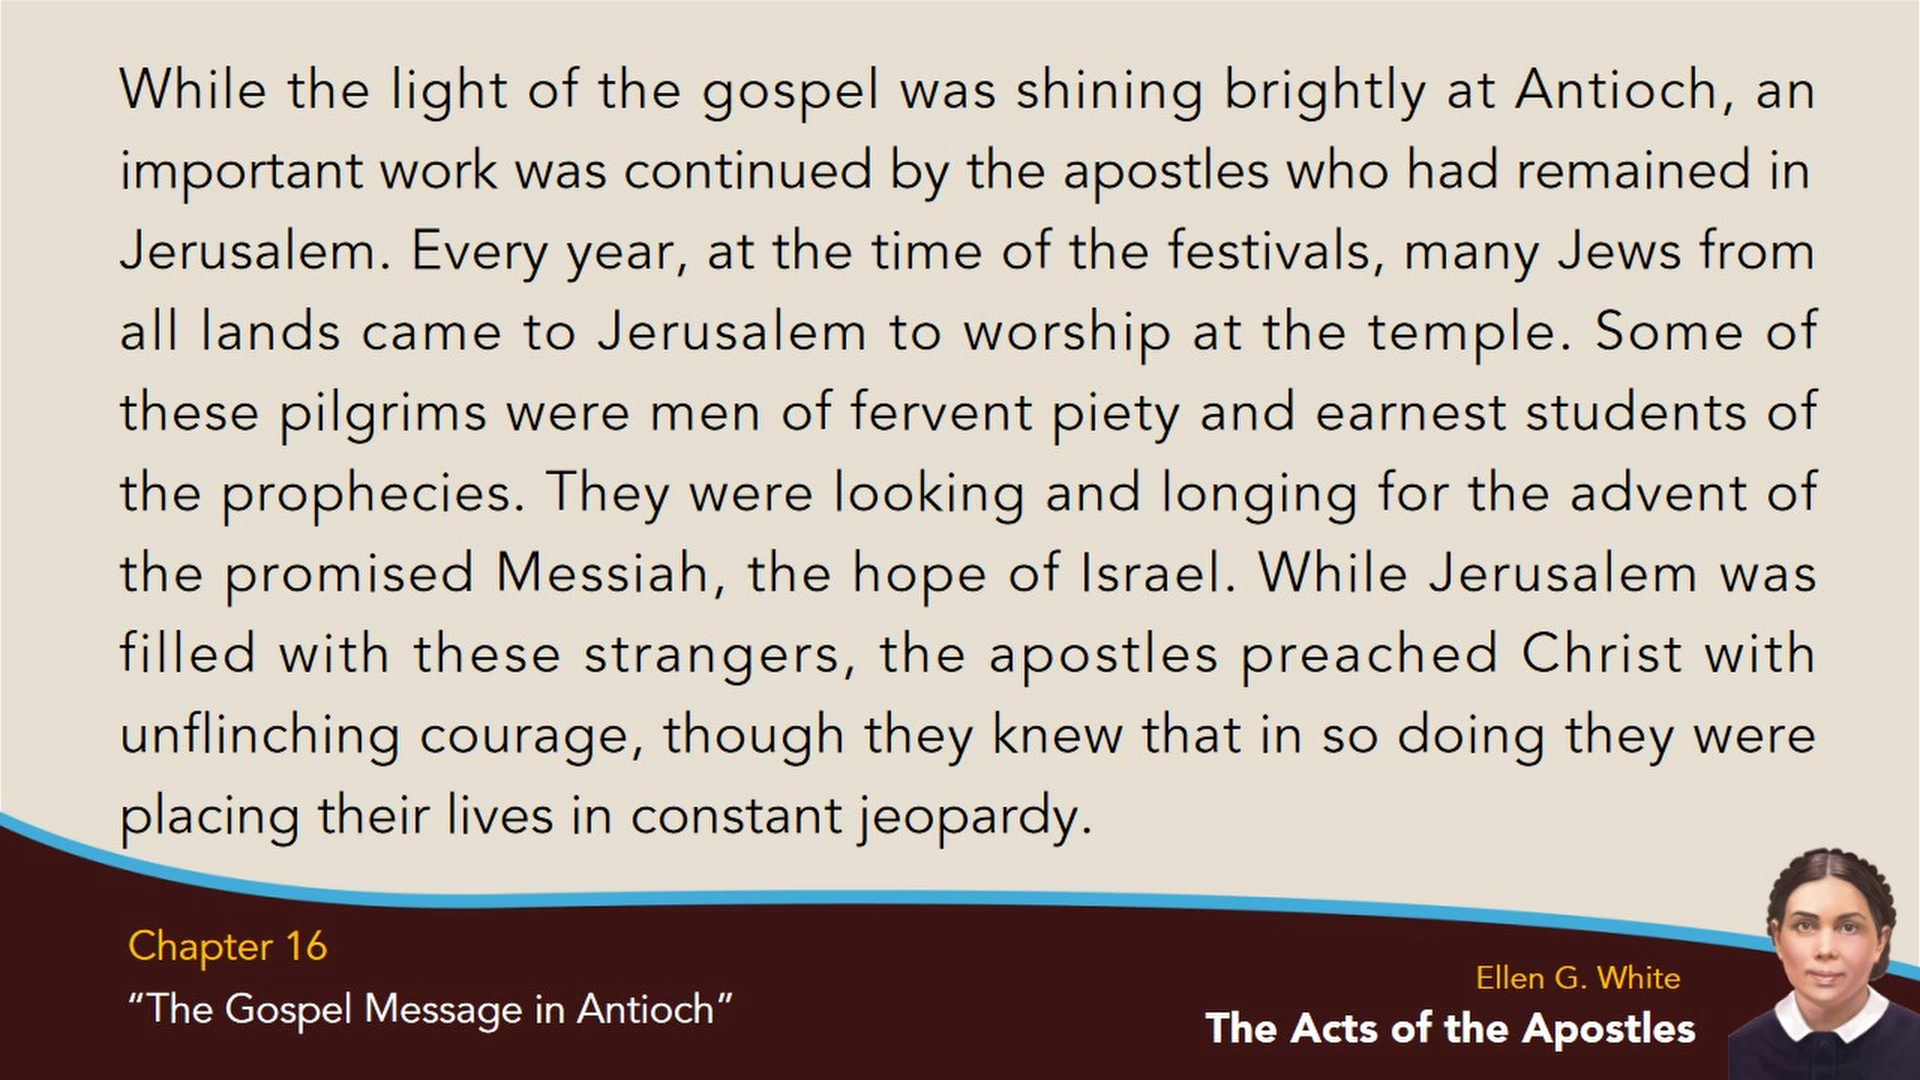 While the light of the gospel was shining brightly at Antioch, an
important work was continued by the apostles who had remained in
Jerusalem. Every year, at the time of the festivals, many Jews from
all lands came to Jerusalem to worship at the temple. Some of
these pilgrims were men of fervent piety and earnest students of
the prophecies. They were looking and longing for the advent of
the promised Messiah, the hope of Israel. While Jerusalem was
filled with these strangers, the apostles preached Christ with
unflinching courage, though they knew that in so doing they were
placing their lives in constant jeopardy.
Chapter 16
“The Gospel Message in Antioch”
Ellen G. White
The Acts of the Apostles